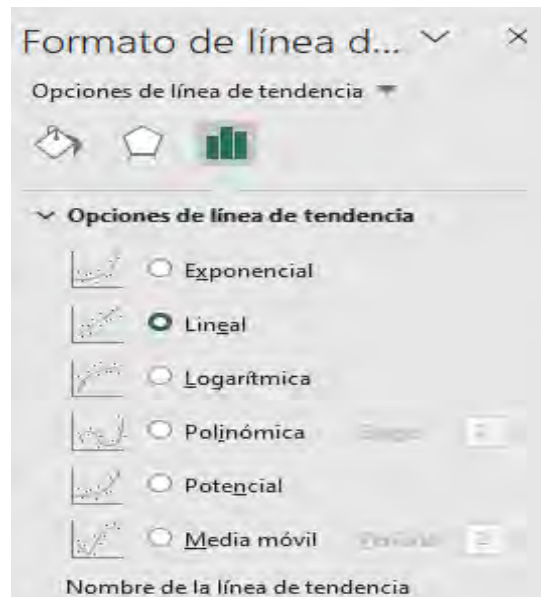 Formato de línea d...
Opciones de línea de tendencia
Opciones de línea de tendencia
Exponencial
Lineal
Logarítmica
Polinómica
Potencial
Media móvil
Nombre de la línea de tendencia